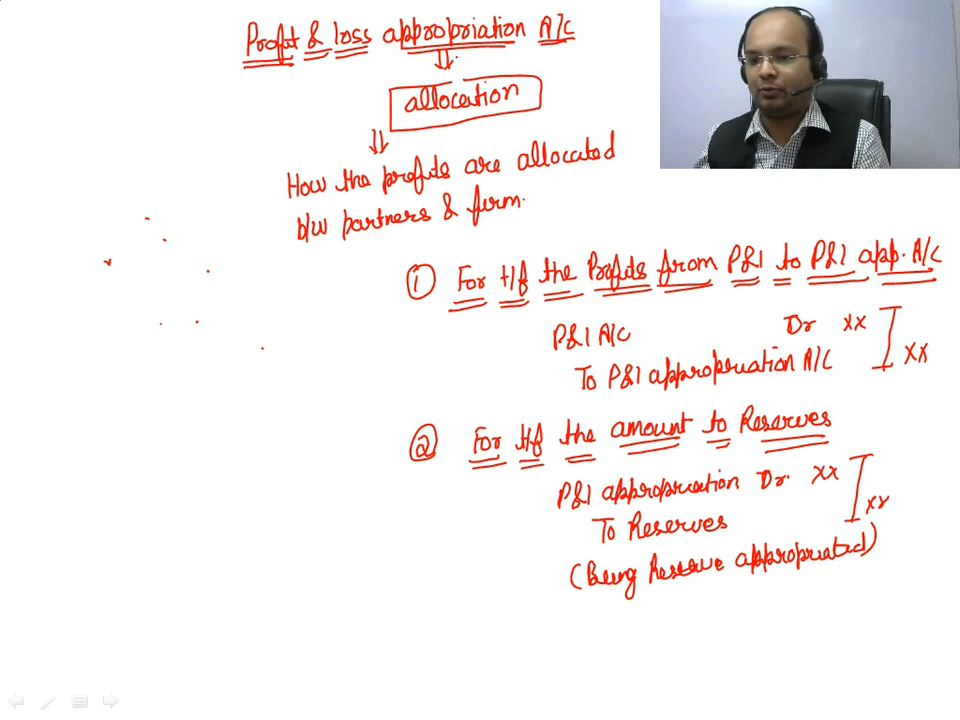 Profit & loss appropriation A/C
allocation
How the profits are allocated
b/w partners & firm.
① For t/f the Profits from P&l to P&l app. A/C
P&l A/C Dr xx
To P&l appropriation A/C xx
② For t/f the amount to Reserves
P&l appropriation Dr. xx
To Reserves xx
(Being Reserve appropriated)